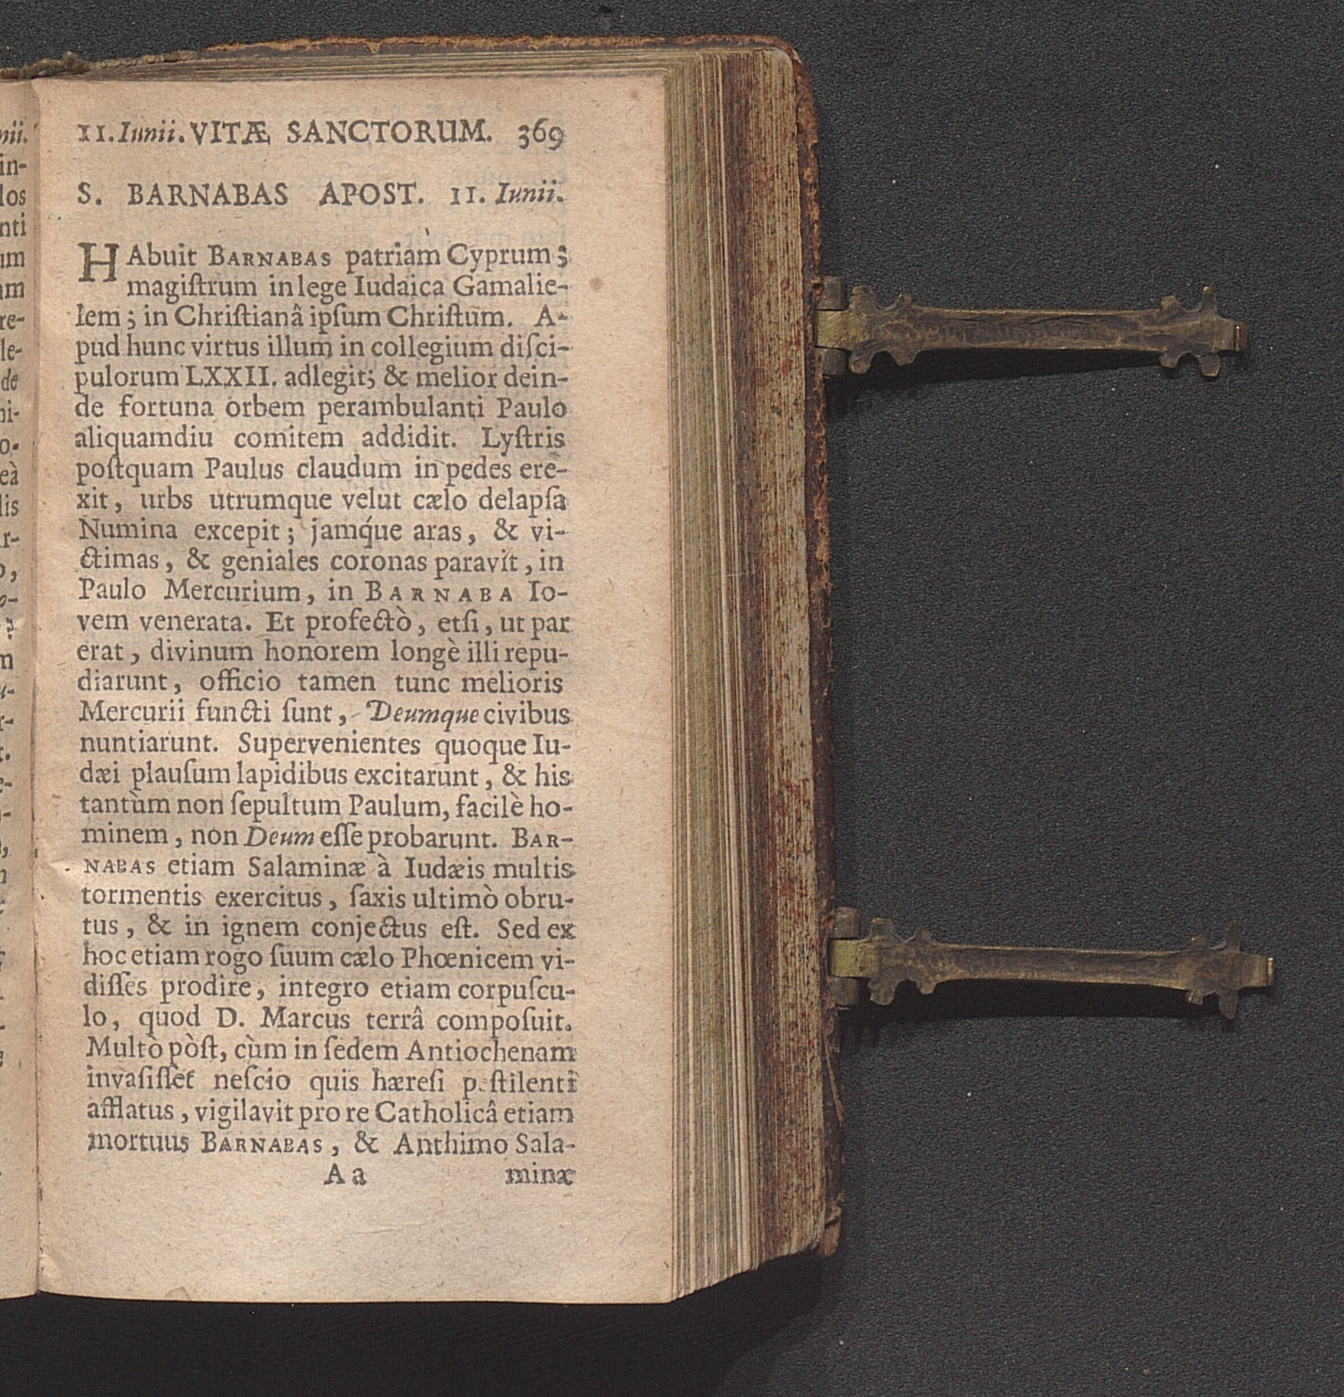 11. Iunii. VITÆ SANCTORUM. 369
S. BARNABAS APOST. 11. Iunii.
HAbuit BARNABAS patriam Cyprum;
magiſtrum in lege Iudaica Gamalie-
lem; in Chriſtianâ ipſum Chriſtum. A-
pud hunc virtus illum in collegium diſci-
pulorum LXXII. adlegit; & melior dein-
de fortuna orbem perambulanti Paulo
aliquamdiu comitem addidit. Lyſtris
poſtquam Paulus claudum in pedes ere-
xit, urbs utrumque velut cælo delapſa
Numina excepit; jamq́ue aras, & vi-
ctimas, & geniales coronas paravit, in
Paulo Mercurium, in BARNABA Io-
vem venerata. Et profectò, etſi, ut par
erat, divinum honorem longè illi repu-
diarunt, officio tamen tunc melioris
Mercurii functi ſunt, Deumque civibus
nuntiarunt. Supervenientes quoque Iu-
dæi plauſum lapidibus excitarunt, & his
tantùm non ſepultum Paulum, facilè ho-
minem, non Deum eſſe probarunt. BAR-
NABAS etiam Salaminæ à Iudæis multis
tormentis exercitus, ſaxis ultimò obru-
tus, & in ignem conjectus eſt. Sed ex
hoc etiam rogo ſuum cælo Phœnicem vi-
diſſes prodire, integro etiam corpuſcu-
lo, quod D. Marcus terrâ compoſuit.
Multò pòſt, cùm in ſedem Antiochenam
invaſiſſet neſcio quis hæreſi peſtilenti
afflatus, vigilavit pro re Catholicâ etiam
mortuus BARNABAS, & Anthimo Sala-
Aa minæ